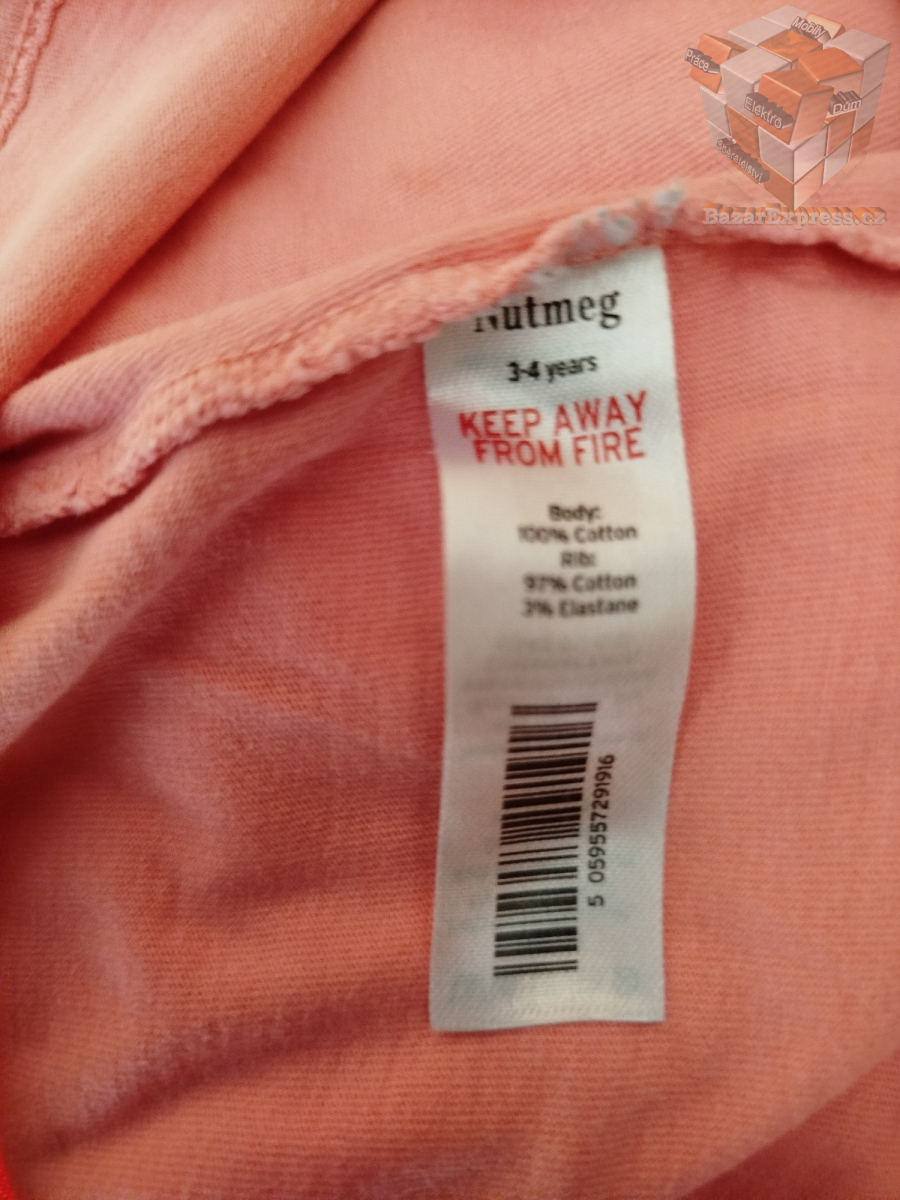 Mobily
Práce
Elektro
Dům
BazarExpress.cz
Nutmeg
3-4 years
KEEP AWAY
FROM FIRE
Body:
100% Cotton
Rib:
97% Cotton
3% Elastane
5 059557291916